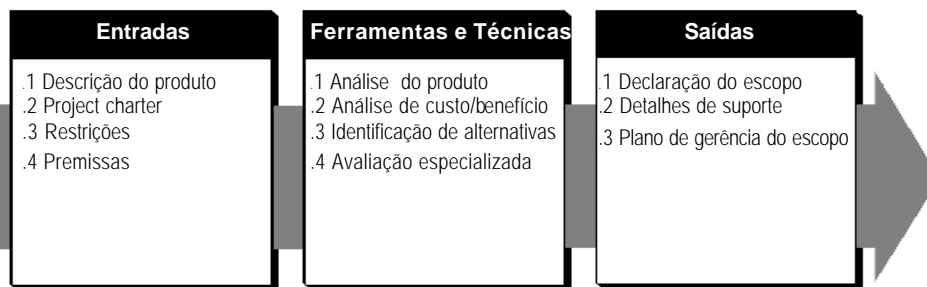 Entradas
.1 Descrição do produto
.2 Project charter
.3 Restrições
.4 Premissas
Ferramentas e Técnicas
.1 Análise do produto
.2 Análise de custo/benefício
.3 Identificação de alternativas
.4 Avaliação especializada
Saídas
.1 Declaração do escopo
.2 Detalhes de suporte
.3 Plano de gerência do escopo